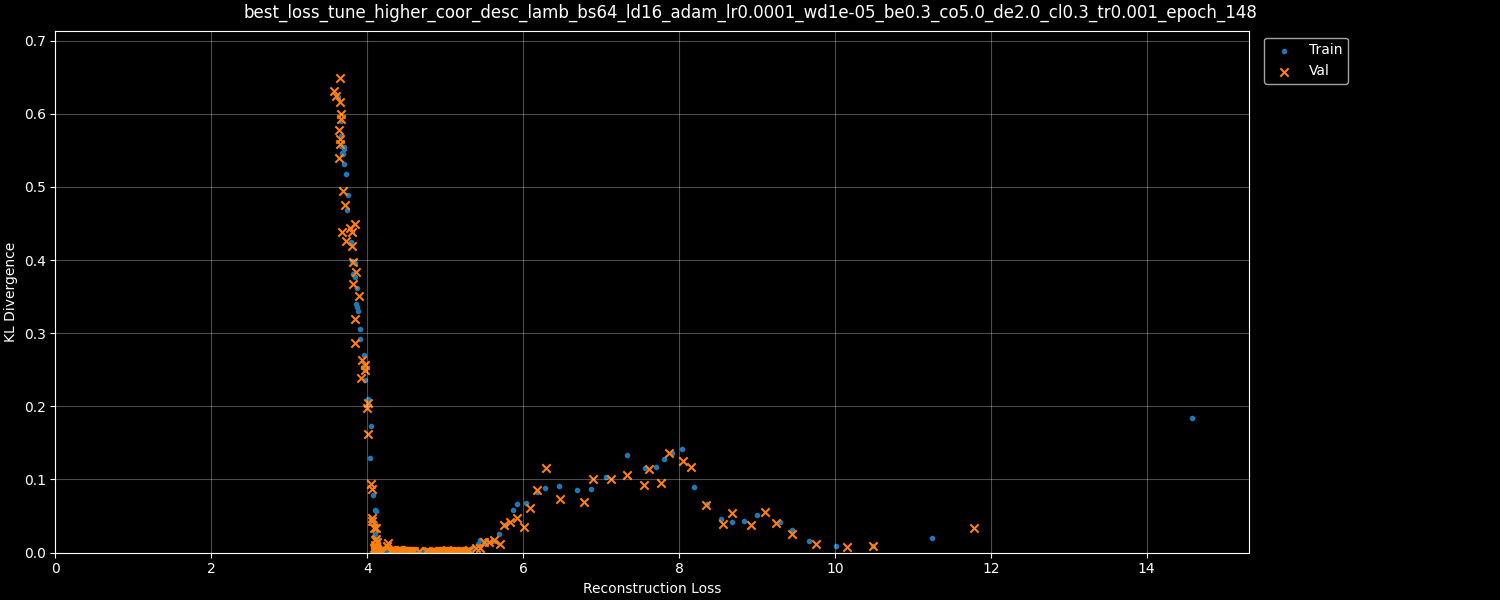 best_loss_tune_higher_coor_desc_lamb_bs64_ld16_adam_lr0.0001_wd1e-05_be0.3_co5.0_de2.0_cl0.3_tr0.001_epoch_148
Train
Val
KL Divergence
0.7
0.6
0.5
0.4
0.3
0.2
0.1
0.0
0 2 4 6 8 10 12 14
Reconstruction Loss